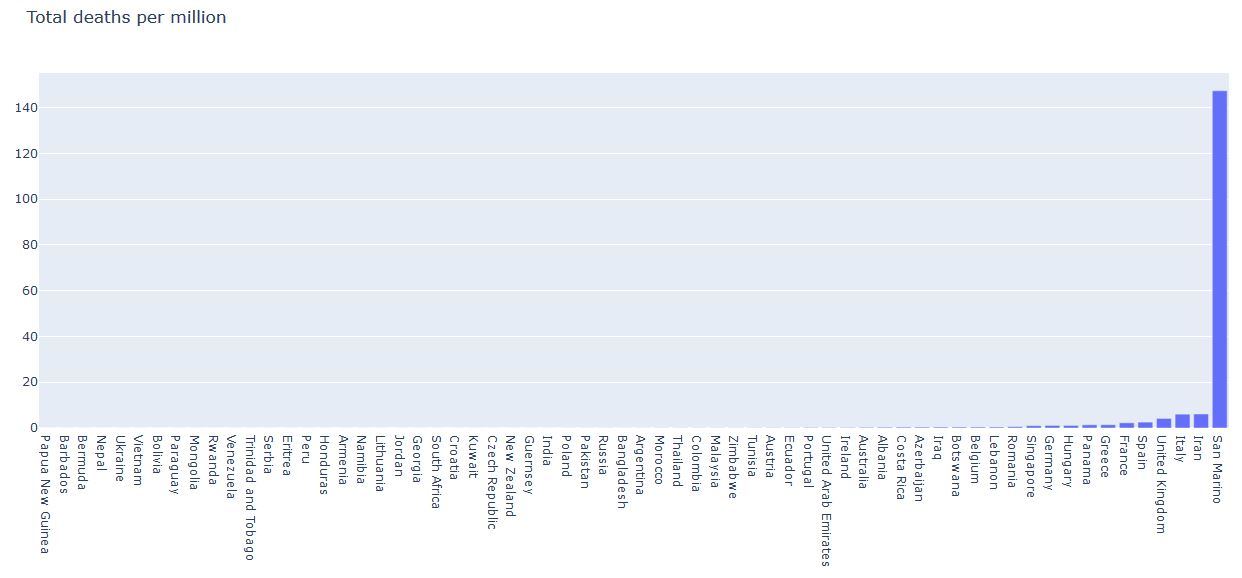 Total deaths per million
140
120
100
80
60
40
20
0
Papua New Guinea
Barbados
Bermuda
Nepal
Ukraine
Vietnam
Bolivia
Paraguay
Mongolia
Rwanda
Venezuela
Trinidad and Tobago
Serbia
Eritrea
Peru
Honduras
Armenia
Namibia
Lithuania
Jordan
Georgia
South Africa
Croatia
Kuwait
Czech Republic
New Zealand
Guernsey
India
Poland
Pakistan
Russia
Bangladesh
Argentina
Morocco
Thailand
Colombia
Malaysia
Zimbabwe
Tunisia
Austria
Ecuador
Portugal
United Arab Emirates
Ireland
Australia
Albania
Costa Rica
Azerbaijan
Iraq
Botswana
Belgium
Lebanon
Romania
Singapore
Germany
Hungary
Panama
Greece
France
Spain
United Kingdom
Italy
Iran
San Marino